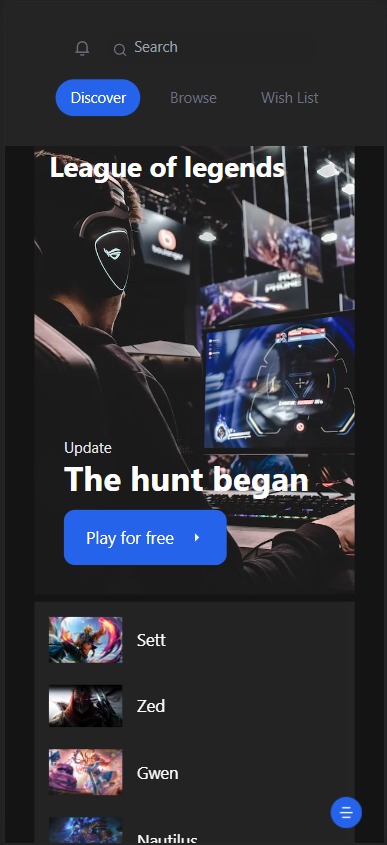 Search
Discover
Browse
Wish List
League of legends
Update
The hunt began
Play for free
Sett
Zed
Gwen
Nautilus